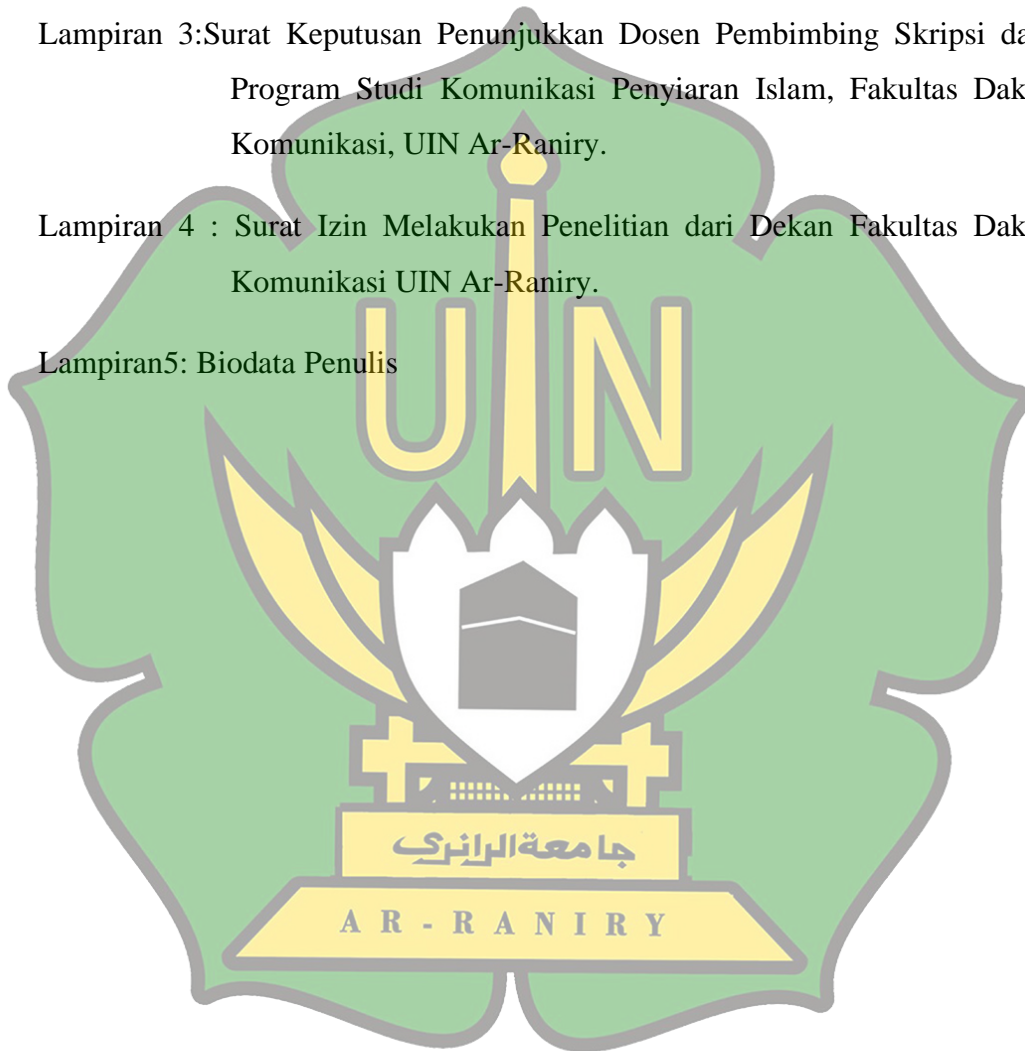 Lampiran 3:Surat Keputusan Penunjukkan Dosen Pembimbing Skripsi da
Program Studi Komunikasi Penyiaran Islam, Fakultas Dak
Komunikasi, UIN Ar-Raniry.
Lampiran 4 : Surat Izin Melakukan Penelitian dari Dekan Fakultas Dak
Komunikasi UIN Ar-Raniry.
Lampiran5: Biodata Penulis
UIN
جامعةالرانري
AR-RANIRY